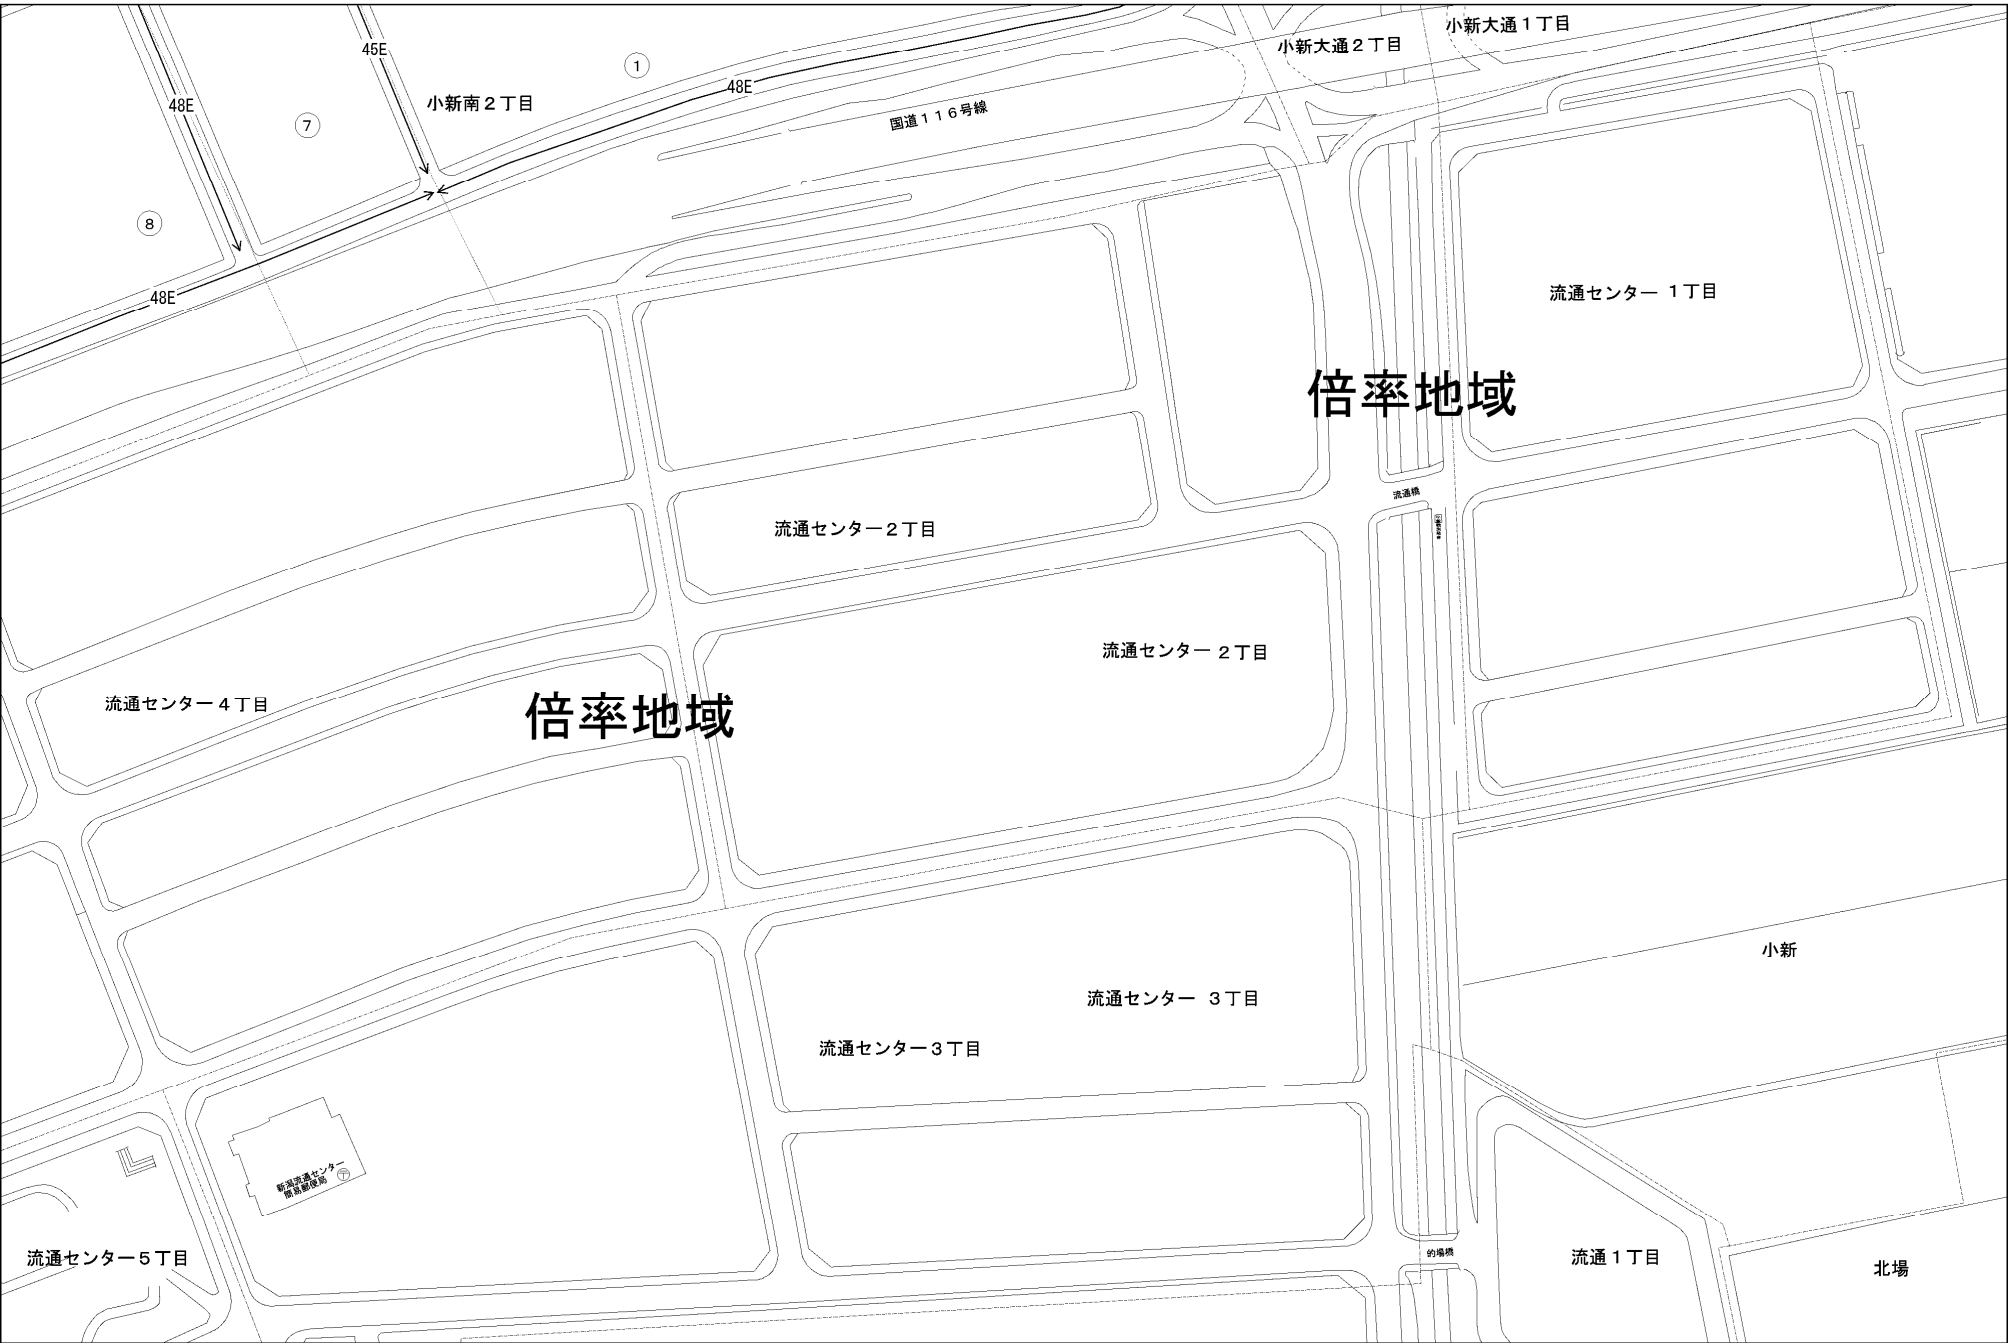 小新大通１丁目
小新大通２丁目
45E
①
48E
48E
小新南２丁目
国道１１６号線
⑦
⑧
48E
流通センター １丁目
倍率地域
流通橋
流通センター２丁目
流通センター ２丁目
流通センター４丁目
倍率地域
小新
流通センター ３丁目
流通センター３丁目
新潟流通センター
簡易郵便局
〒
流通センター５丁目
的場橋
流通１丁目
北場